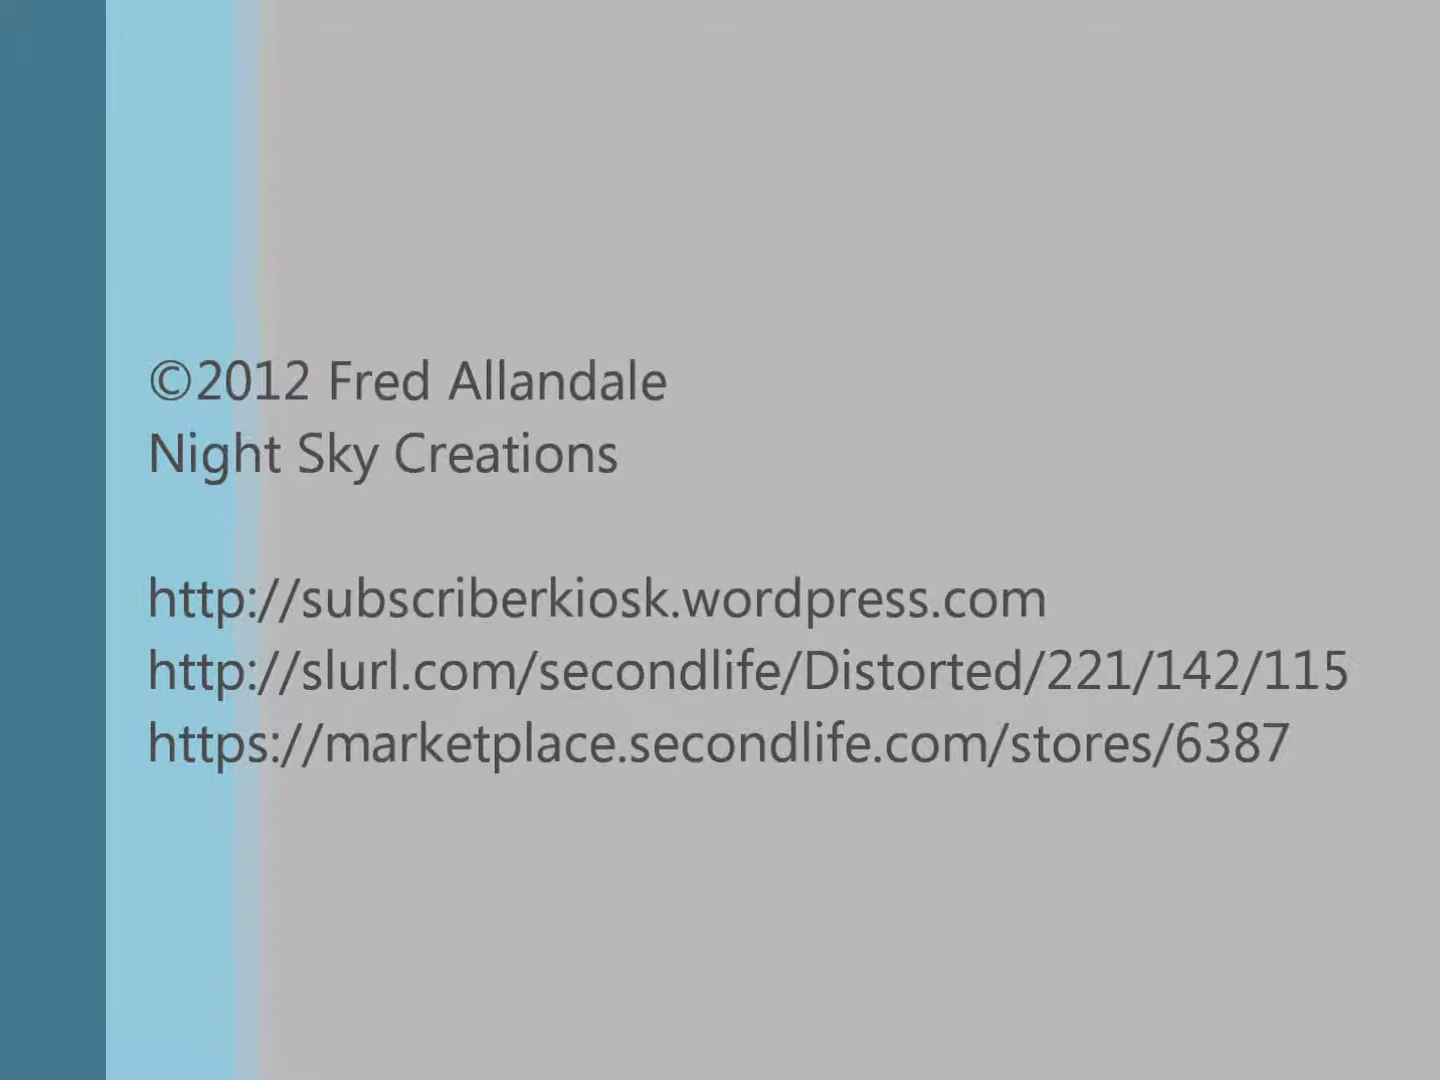 ©2012 Fred Allandale
Night Sky Creations
http://subscriberkiosk.wordpress.com
http://slurl.com/secondlife/Distorted/221/142/115
https://marketplace.secondlife.com/stores/6387